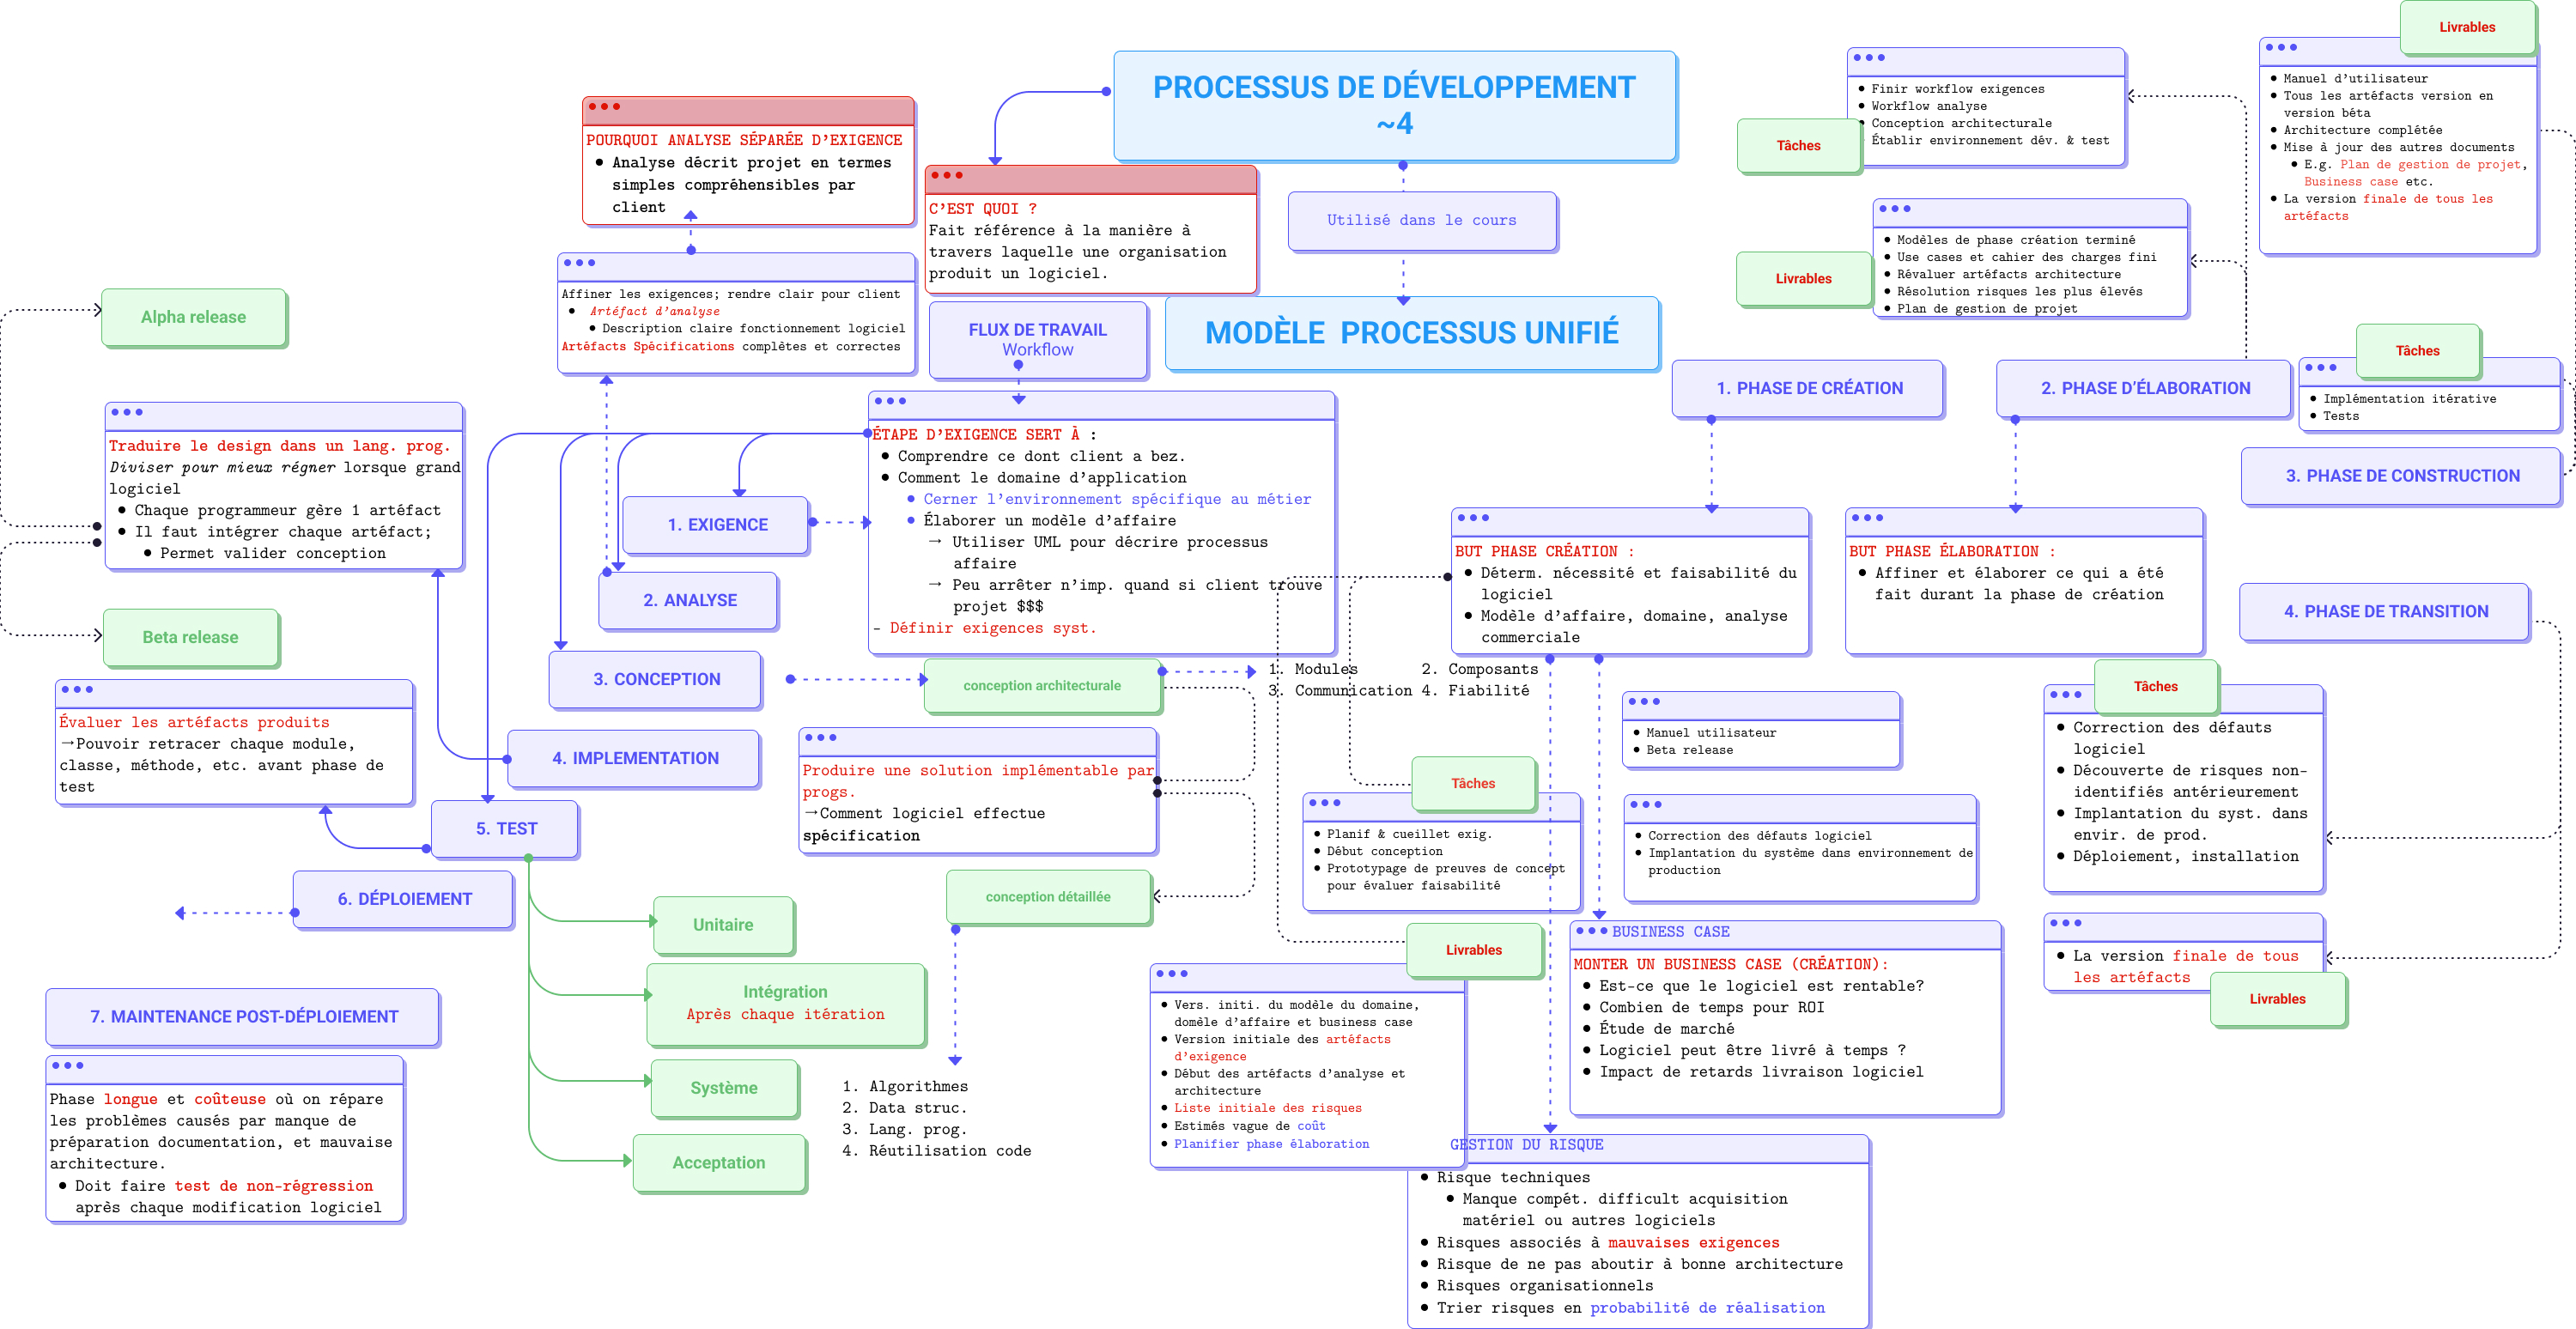 PROCESSUS DE DÉVELOPPEMENT
~4
Utilisé dans le cours
MODÈLE PROCESSUS UNIFIÉ
C'EST QUOI ?
Fait référence à la manière à
travers laquelle une organisation
produit un logiciel.
POURQUOI ANALYSE SÉPARÉE D'EXIGENCE
● Analyse décrit projet en termes
simples compréhensibles par
client
Affiner les exigences; rendre clair pour client
● Artéfact d'analyse
● Description claire fonctionnement logiciel
Artéfacts Spécifications complètes et correctes
FLUX DE TRAVAIL
Workflow
ÉTAPE D'EXIGENCE SERT À :
● Comprendre ce dont client a bez.
● Comment le domaine d'application
● Cerner l'environnement spécifique au métier
● Élaborer un modèle d'affaire
→ Utiliser UML pour décrire processus
affaire
→ Peu arrêter n'imp. quand si client trouve
projet $$$
- Définir exigences syst.
1. EXIGENCE
2. ANALYSE
3. CONCEPTION
4. IMPLEMENTATION
5. TEST
6. DÉPLOIEMENT
7. MAINTENANCE POST-DÉPLOIEMENT
Alpha release
Traduire le design dans un lang. prog.
Diviser pour mieux régner lorsque grand
logiciel
● Chaque programmeur gère 1 artéfact
● Il faut intégrer chaque artéfact;
● Permet valider conception
Beta release
Évaluer les artéfacts produits
→Pouvoir retracer chaque module,
classe, méthode, etc. avant phase de
test
Phase longue et coûteuse où on répare
les problèmes causés par manque de
préparation documentation, et mauvaise
architecture.
● Doit faire test de non-régression
après chaque modification logiciel
Unitaire
Intégration
Après chaque itération
Système
Acceptation
conception architecturale
1. Modules 2. Composants
3. Communication 4. Fiabilité
Produire une solution implémentable par
progs.
→Comment logiciel effectue
spécification
conception détaillée
1. Algorithmes
2. Data struc.
3. Lang. prog.
4. Réutilisation code
1. PHASE DE CRÉATION
BUT PHASE CRÉATION :
● Déterm. nécessité et faisabilité du
logiciel
● Modèle d'affaire, domaine, analyse
commerciale
Tâches
● Planif & cueillet exig.
● Début conception
● Prototypage de preuves de concept
pour évaluer faisabilité
Livrables
● Vers. initi. du modèle du domaine,
domèle d'affaire et business case
● Version initiale des artéfacts
d'exigence
● Début des artéfacts d'analyse et
architecture
● Liste initiale des risques
● Estimés vague de coût
● Planifier phase élaboration
● Manuel utilisateur
● Beta release
● Correction des défauts logiciel
● Implantation du système dans environnement de
production
BUSINESS CASE
MONTER UN BUSINESS CASE (CRÉATION):
● Est-ce que le logiciel est rentable?
● Combien de temps pour ROI
● Étude de marché
● Logiciel peut être livré à temps ?
● Impact de retards livraison logiciel
GESTION DU RISQUE
● Risque techniques
● Manque compét. difficult acquisition
matériel ou autres logiciels
● Risques associés à mauvaises exigences
● Risque de ne pas aboutir à bonne architecture
● Risques organisationnels
● Trier risques en probabilité de réalisation
2. PHASE D'ÉLABORATION
BUT PHASE ÉLABORATION :
● Affiner et élaborer ce qui a été
fait durant la phase de création
Tâches
● Finir workflow exigences
● Workflow analyse
● Conception architecturale
Établir environnement dév. & test
Livrables
● Modèles de phase création terminé
● Use cases et cahier des charges fini
● Révaluer artéfacts architecture
● Résolution risques les plus élevés
● Plan de gestion de projet
Livrables
● Manuel d'utilisateur
● Tous les artéfacts version en
version béta
● Architecture complétée
● Mise à jour des autres documents
● E.g. Plan de gestion de projet,
Business case etc.
● La version finale de tous les
artéfacts
Tâches
● Implémentation itérative
● Tests
3. PHASE DE CONSTRUCTION
4. PHASE DE TRANSITION
Tâches
● Correction des défauts
logiciel
● Découverte de risques non-
identifiés antérieurement
● Implantation du syst. dans
envir. de prod.
● Déploiement, installation
● La version finale de tous
les artéfacts
Livrables